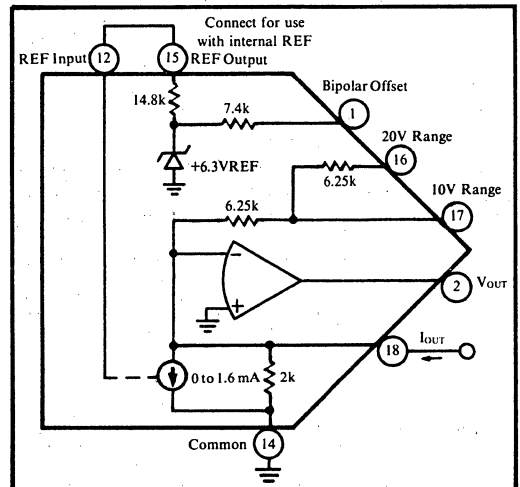 Connect for use
with internal REF
REF Input 12 15 REF Output
14.8k
7.4k
Bipolar Offset
1
20V Range
16
+6.3VREF
6.25k
10V Range
6.25k
17
−
+
2 VOUT
18 IOUT
0 to 1.6 mA 2k
Common 14